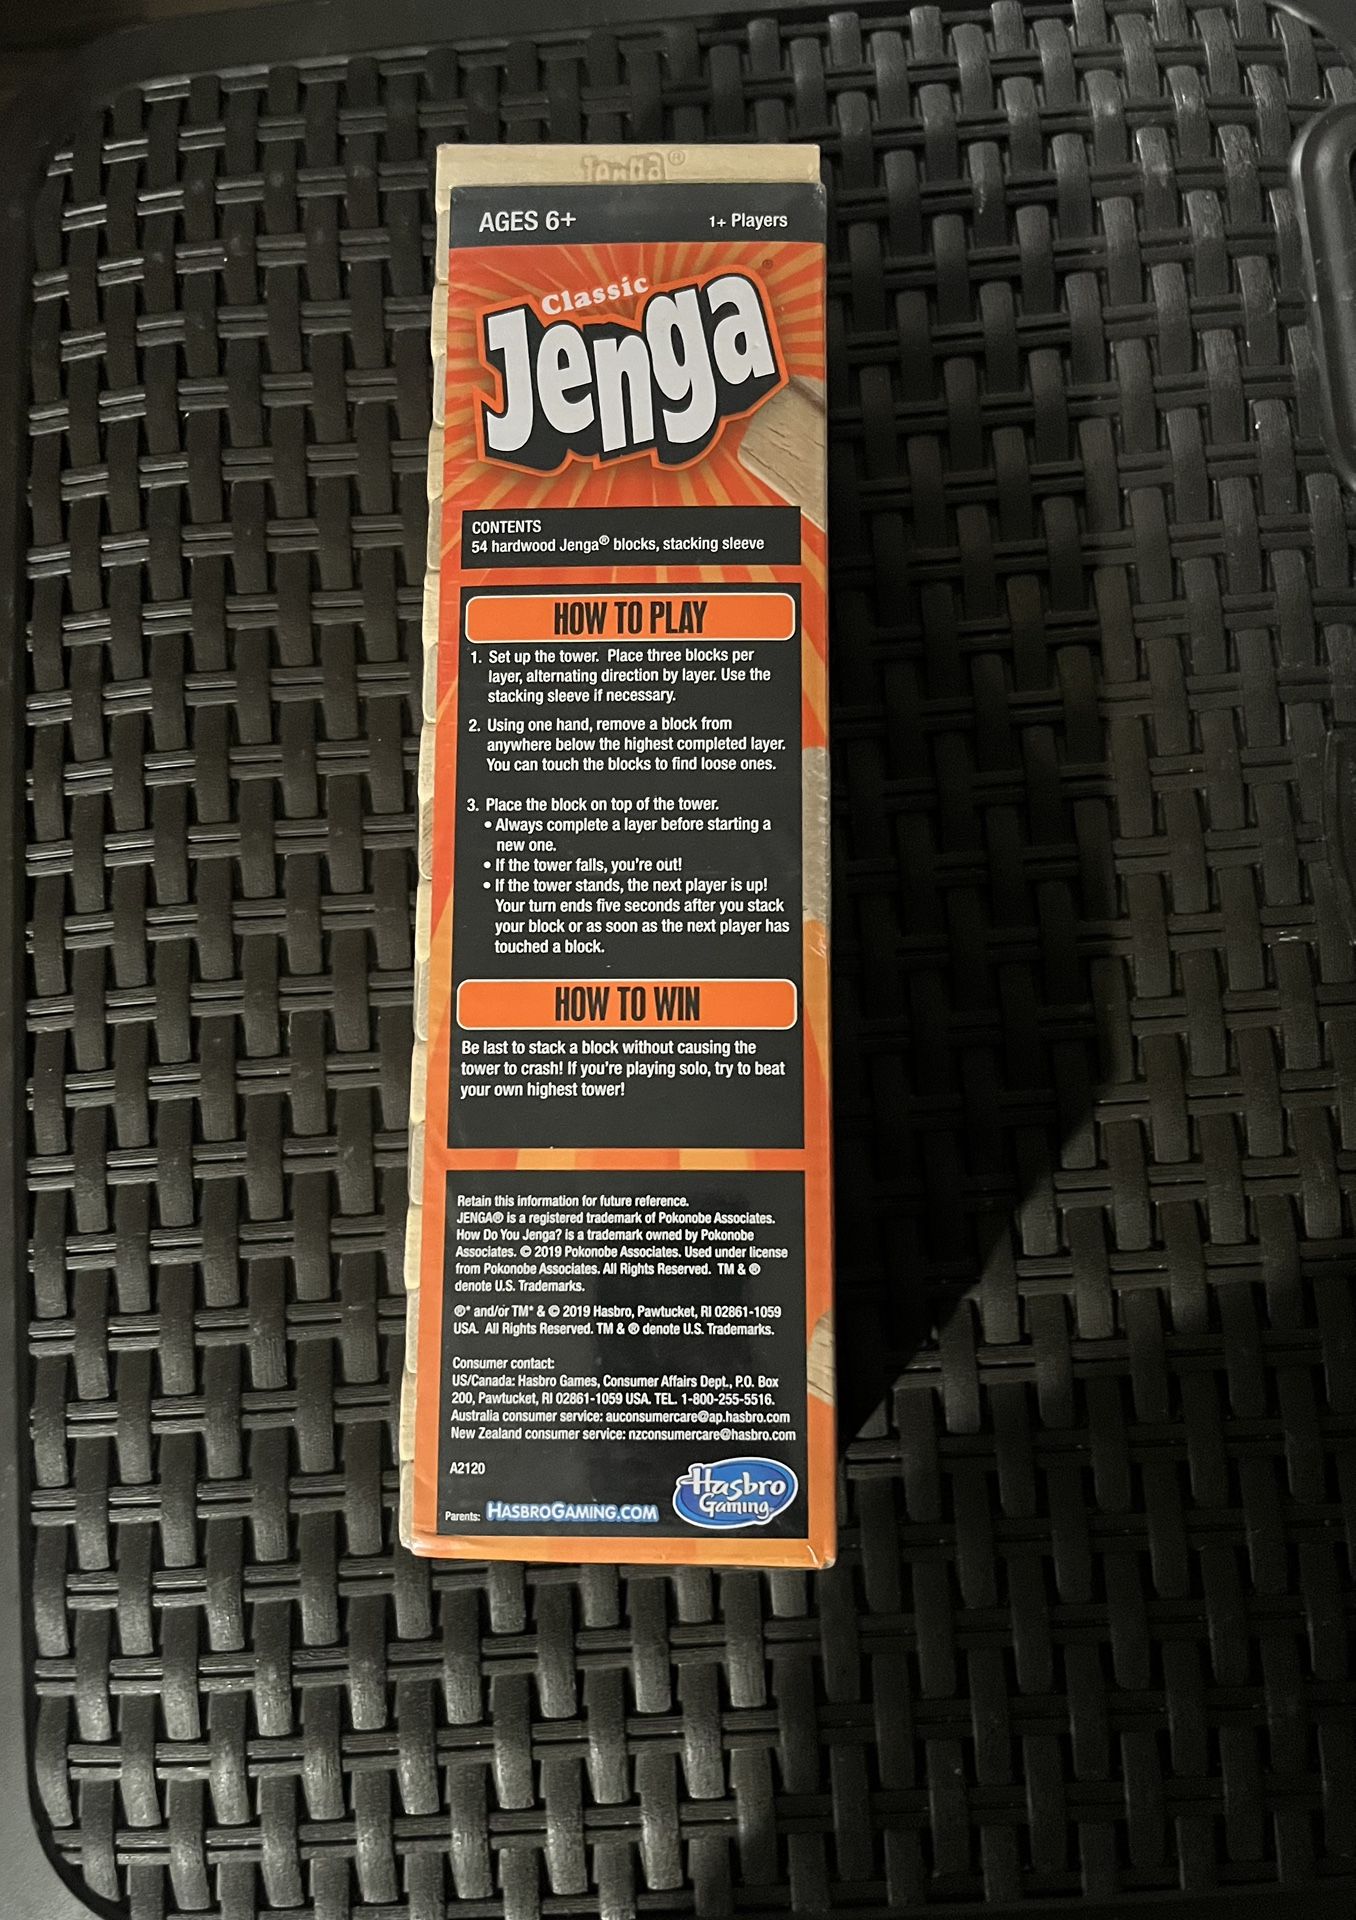 Jenga®
AGES 6+
1+ Players
Classic
Jenga®
CONTENTS
54 hardwood Jenga® blocks, stacking sleeve
HOW TO PLAY
1. Set up the tower. Place three blocks per
layer, alternating direction by layer. Use the
stacking sleeve if necessary.
2. Using one hand, remove a block from
anywhere below the highest completed layer.
You can touch the blocks to find loose ones.
3. Place the block on top of the tower.
• Always complete a layer before starting a
new one.
• If the tower falls, you're out!
• If the tower stands, the next player is up!
Your turn ends five seconds after you stack
your block or as soon as the next player has
touched a block.
HOW TO WIN
Be last to stack a block without causing the
tower to crash! If you're playing solo, try to beat
your own highest tower!
Retain this information for future reference.
JENGA® is a registered trademark of Pokonobe Associates.
How Do You Jenga? is a trademark owned by Pokonobe
Associates. © 2019 Pokonobe Associates. Used under license
from Pokonobe Associates. All Rights Reserved. TM & ®
denote U.S. Trademarks.
®* and/or TM* & © 2019 Hasbro, Pawtucket, RI 02861-1059
USA. All Rights Reserved. TM & ® denote U.S. Trademarks.
Consumer contact:
US/Canada: Hasbro Games, Consumer Affairs Dept., P.O. Box
200, Pawtucket, RI 02861-1059 USA. TEL. 1-800-255-5516.
Australia consumer service: auconsumercare@ap.hasbro.com
New Zealand consumer service: nzconsumercare@hasbro.com
A2120
Parents: HASBROGAMING.COM
Hasbro
Gaming